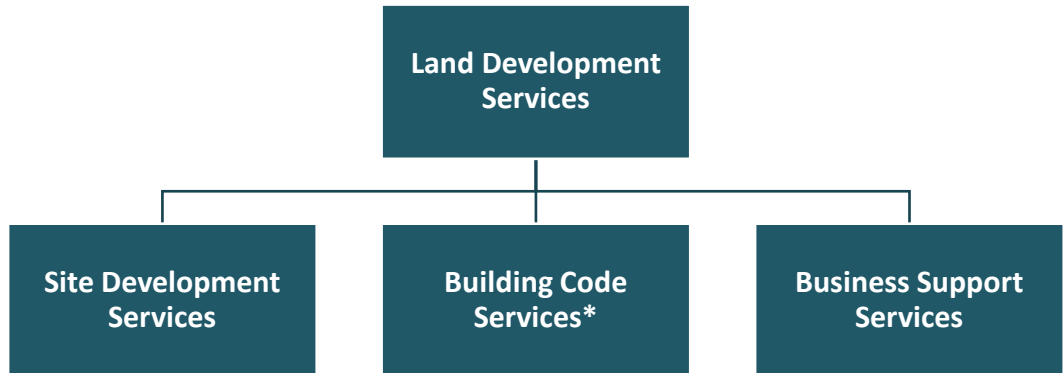 Land Development
Services
Site Development
Services
Building Code
Services*
Business Support
Services